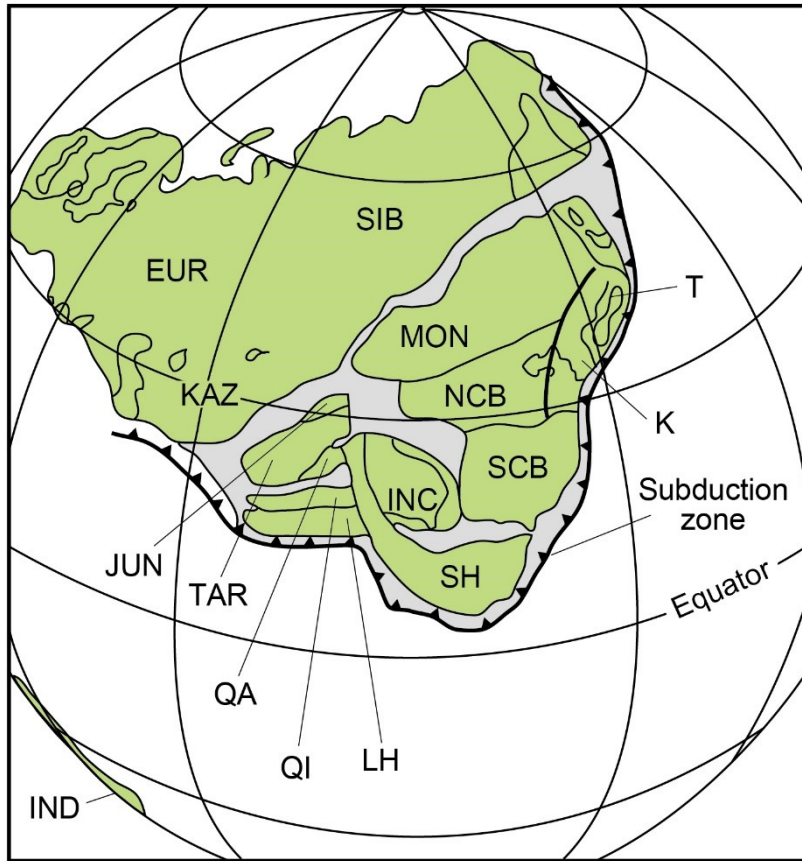 SIB
EUR
T
MON
KAZ
NCB
K
SCB
INC
Subduction
zone
JUN
SH
TAR
Equator
QA
QI
LH
IND